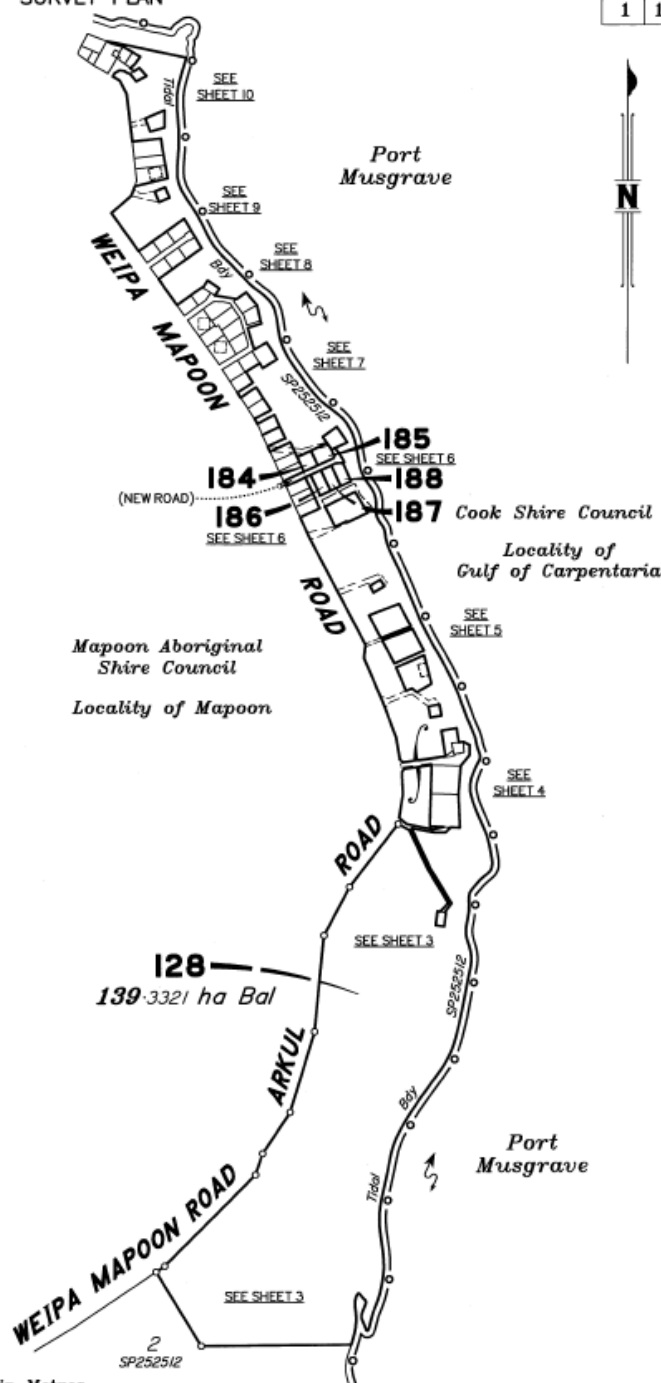 SURVEY PLAN
1 1
SEE
SHEET 10
Tidal
Port
Musgrave
N
SEE
SHEET 9
WEIPA MAPOON ROAD
Bdy
SEE
SHEET 8
SEE
SHEET 7
SP252512
185
SEE SHEET 6
184
188
(NEW ROAD)
186
SEE SHEET 6
187
Cook Shire Council
Locality of
Gulf of Carpentaria
SEE
SHEET 5
Mapoon Aboriginal
Shire Council
Locality of Mapoon
SEE
SHEET 4
ARKUL ROAD
SEE SHEET 3
128
139·3321 ha Bal
SP252512
Bdy
Port
Musgrave
Tidal
WEIPA MAPOON ROAD
SEE SHEET 3
2
SP252512